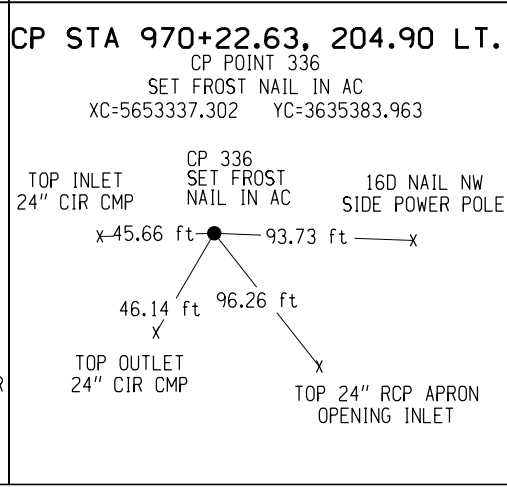 CP STA 970+22.63, 204.90 LT.
CP POINT 336
SET FROST NAIL IN AC
XC=5653337.302 YC=3635383.963
CP 336
SET FROST
NAIL IN AC
TOP INLET
24" CIR CMP
16D NAIL NW
SIDE POWER POLE
X
45.66 ft
93.73 ft
X
46.14 ft
96.26 ft
X
X
TOP OUTLET
24" CIR CMP
TOP 24" RCP APRON
OPENING INLET
R